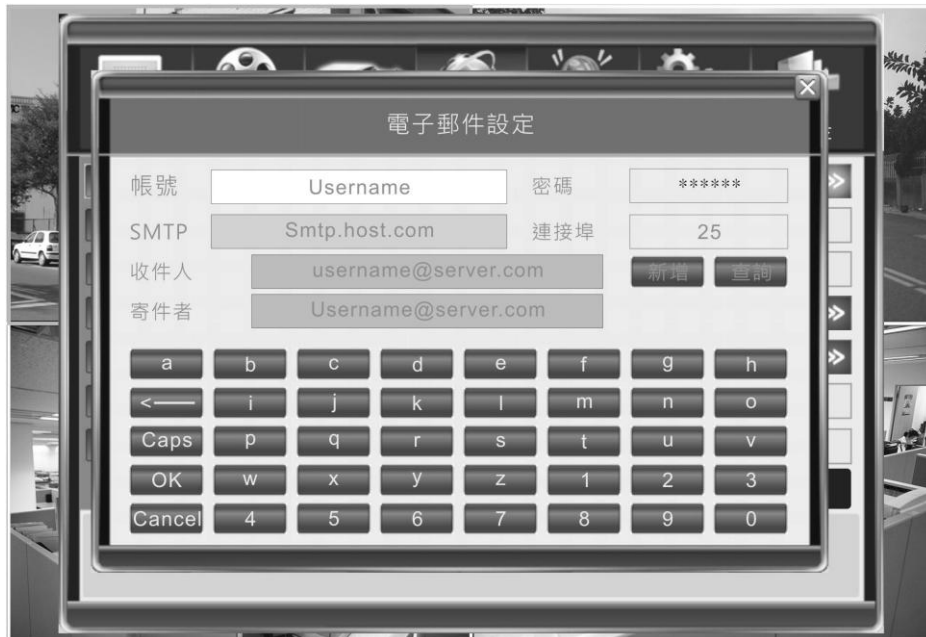 電子郵件設定
帳號 Username 密碼 ******
SMTP Smtp.host.com 連接埠 25
收件人 username@server.com 新增 查詢
寄件者 Username@server.com
a b c d e f g h
<— i j k l m n o
Caps p q r s t u v
OK w x y z 1 2 3
Cancel 4 5 6 7 8 9 0